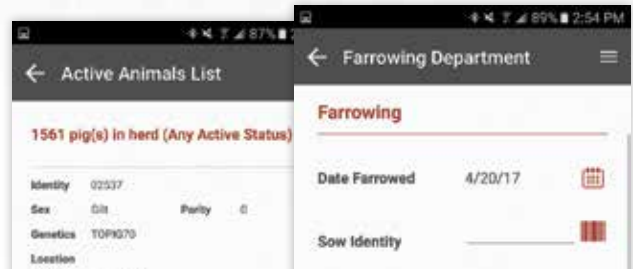 87%
Active Animals List
1561 pig(s) in herd (Any Active Status)
Identity 02537
Sex Gilt Parity 0
Genetics TOPIG70
Location
89% 2:54 PM
Farrowing Department
Farrowing
Date Farrowed 4/20/17
Sow Identity